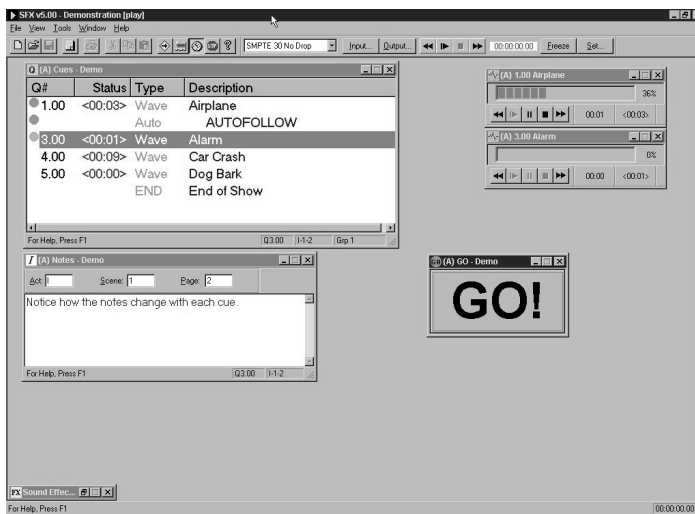 SFX v5.00 - Demonstration [play]
File View Tools Window Help
SMPTE 30 No Drop Input... Output... 00:00:00.00 Freeze Set...
Q (A) Cues - Demo
Q# Status Type Description
1.00 <00:03> Wave Airplane
Auto AUTOFOLLOW
3.00 <00:01> Wave Alarm
4.00 <00:09> Wave Car Crash
5.00 <00:00> Wave Dog Bark
END End of Show
For Help, Press F1 Q3.00 I-1-2 Grp 1
(A) 1.00 Airplane
36%
00:01 <00:03>
(A) 3.00 Alarm
0%
00:00 <00:01>
I (A) Notes - Demo
Act: I Scene: 1 Page: 2
Notice how the notes change with each cue.
For Help, Press F1 Q3.00 I-1-2
GO (A) GO - Demo
GO!
FX Sound Effec...
For Help, Press F1 00:00:00.00